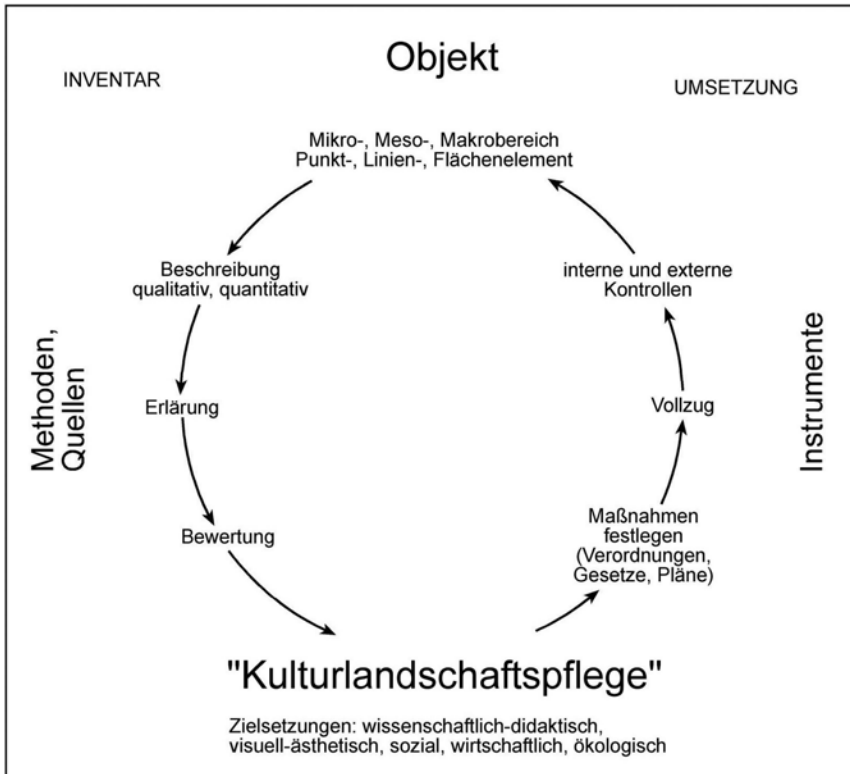 Objekt
INVENTAR
UMSETZUNG
Mikro-, Meso-, Makrobereich
Punkt-, Linien-, Flächenelement
Beschreibung
qualitativ, quantitativ
interne und externe
Kontrollen
Methoden,
Quellen
Erlärung
Vollzug
Instrumente
Bewertung
Maßnahmen
festlegen
(Verordnungen,
Gesetze, Pläne)
"Kulturlandschaftspflege"
Zielsetzungen: wissenschaftlich-didaktisch,
visuell-ästhetisch, sozial, wirtschaftlich, ökologisch